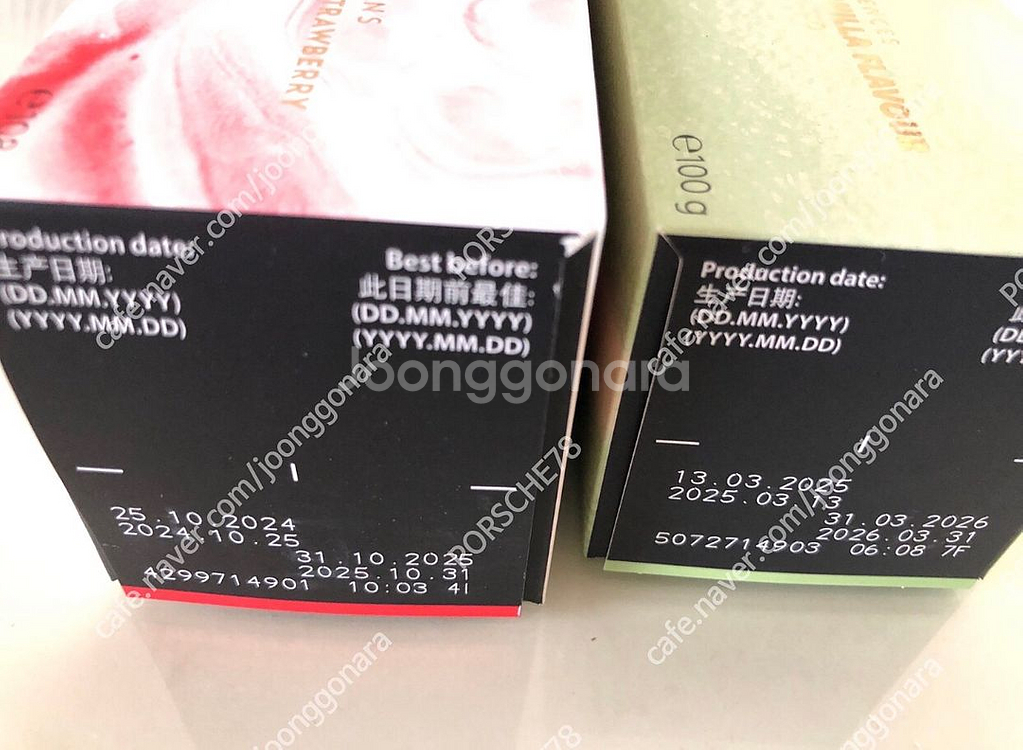 STRAWBERRY
VANILLA FLAVOUR
e100 g
Production date:
生产日期:
(DD.MM.YYYY)
(YYYY.MM.DD)
Best before:
此日期前最佳:
(DD.MM.YYYY)
(YYYY.MM.DD)
25.10.2024
2024.10.25
31.10.2025
2025.10.31
4299714901 10:03 41
Production date:
生产日期:
(DD.MM.YYYY)
(YYYY.MM.DD)
13.03.2025
2025.03.13
31.03.2026
2026.03.31
5072714903 06:08 7F
Joonggonara
cafe.naver.com/joonggonara
PORSCHE78